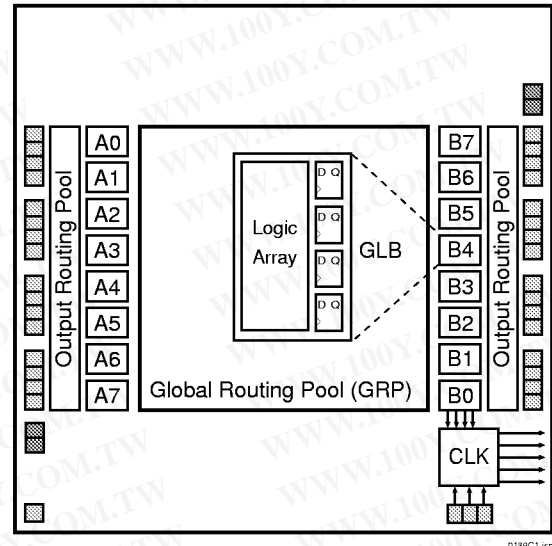 A0
A1
A2
A3
A4
A5
A6
A7
Output Routing Pool
Logic
Array
D Q
D Q
D Q
D Q
GLB
Global Routing Pool (GRP)
B7
B6
B5
B4
B3
B2
B1
B0
Output Routing Pool
CLK
WWW.100Y.COM.TW